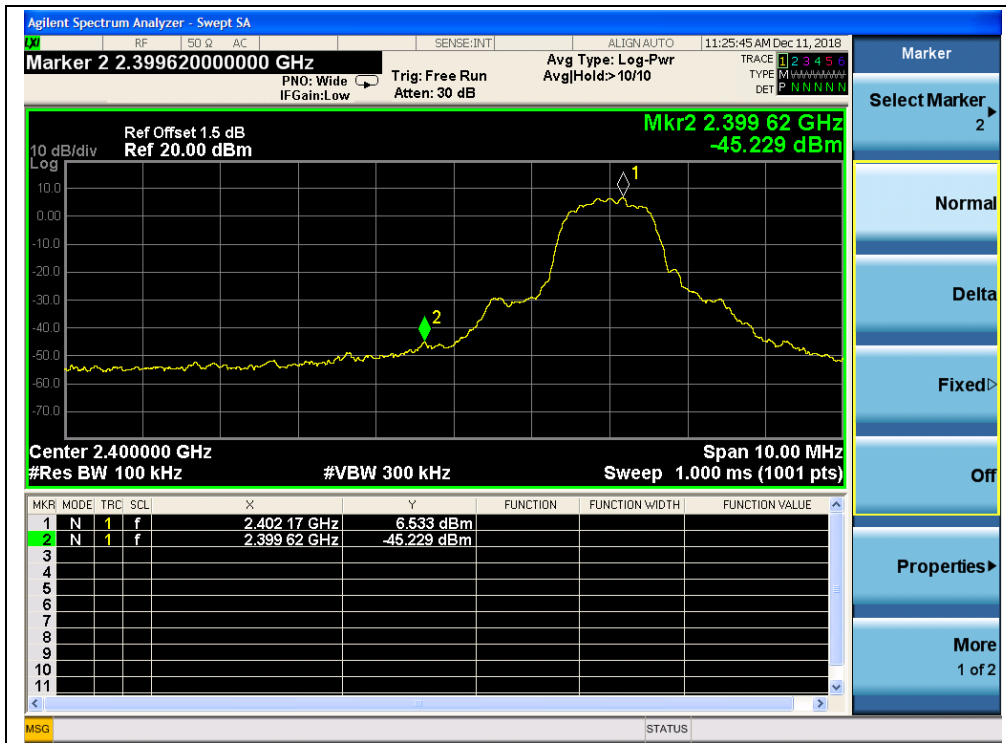 Agilent Spectrum Analyzer - Swept SA
LXI RF 50 Ω AC SENSE:INT ALIGN AUTO 11:25:45 AM Dec 11, 2018
Marker 2 2.399620000000 GHz
PNO: Wide
IFGain:Low
Trig: Free Run
Atten: 30 dB
Avg Type: Log-Pwr
Avg|Hold:>10/10
TRACE 1 2 3 4 5 6
TYPE M
DET P N N N N N
Ref Offset 1.5 dB
10 dB/div Ref 20.00 dBm
Log
Mkr2 2.399 62 GHz
-45.229 dBm
10.0
0.00
-10.0
-20.0
-30.0
-40.0
-50.0
-60.0
-70.0
1
2
Center 2.400000 GHz Span 10.00 MHz
#Res BW 100 kHz #VBW 300 kHz Sweep 1.000 ms (1001 pts)
MKR MODE TRC SCL X Y FUNCTION FUNCTION WIDTH FUNCTION VALUE
1 N 1 f 2.402 17 GHz 6.533 dBm
2 N 1 f 2.399 62 GHz -45.229 dBm
3
4
5
6
7
8
9
10
11
MSG STATUS
Marker
Select Marker
2
Normal
Delta
Fixed
Off
Properties
More
1 of 2